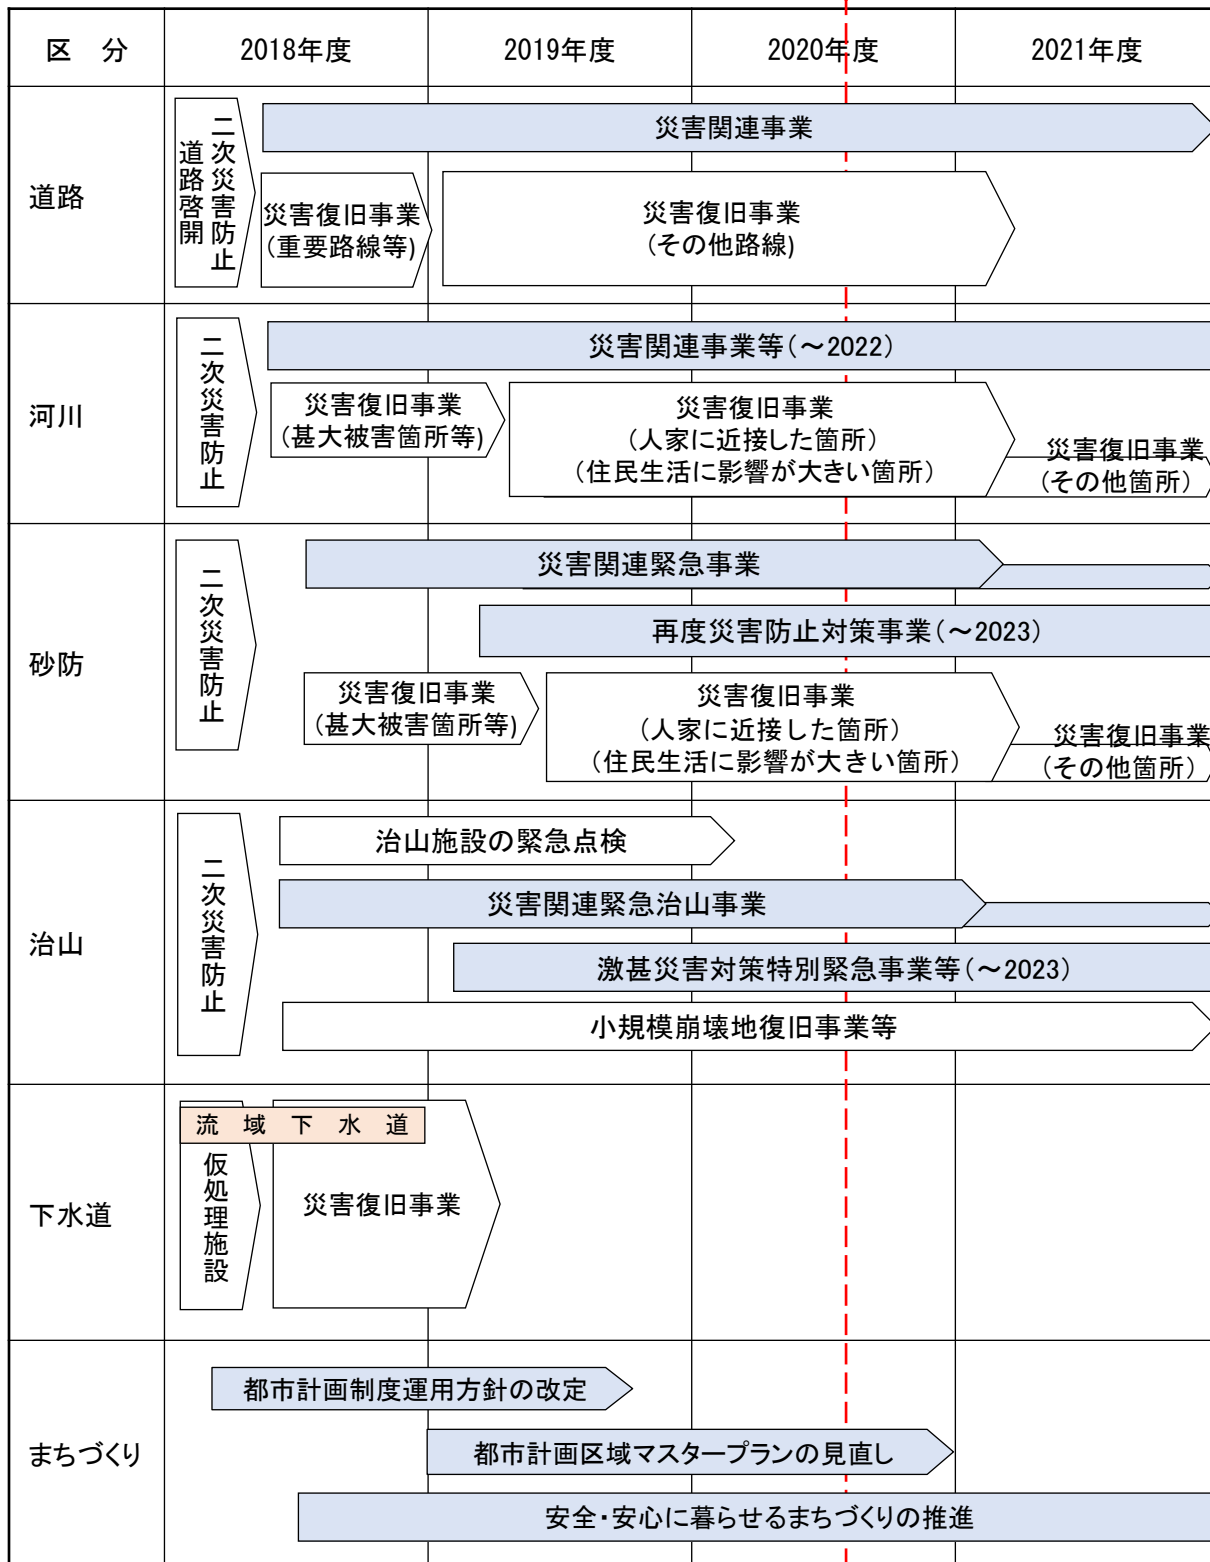 区　分
2018年度
2019年度
2020年度
2021年度
道路
二次災害防止
道路啓開
災害関連事業
災害復旧事業
(重要路線等)
災害復旧事業
(その他路線)
河川
二次災害防止
災害関連事業等(～2022)
災害復旧事業
(甚大被害箇所等)
災害復旧事業
(人家に近接した箇所)
(住民生活に影響が大きい箇所)
災害復旧事業
(その他箇所)
砂防
二次災害防止
災害関連緊急事業
再度災害防止対策事業(～2023)
災害復旧事業
(甚大被害箇所等)
災害復旧事業
(人家に近接した箇所)
(住民生活に影響が大きい箇所)
災害復旧事業
(その他箇所)
治山
二次災害防止
治山施設の緊急点検
災害関連緊急治山事業
激甚災害対策特別緊急事業等(～2023)
小規模崩壊地復旧事業等
下水道
流域下水道
仮処理施設
災害復旧事業
まちづくり
都市計画制度運用方針の改定
都市計画区域マスタープランの見直し
安全・安心に暮らせるまちづくりの推進